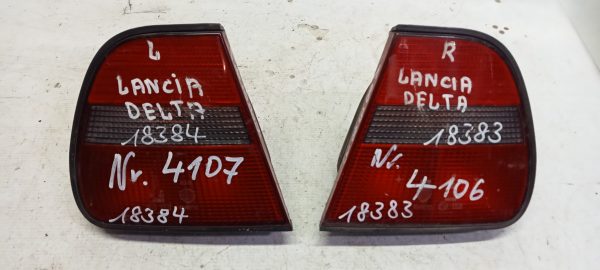 L
LANCIA
DELTA
18384
Nr. 4107
18384
R
LANCIA
DELTA
18383
Nr.
4106
18383